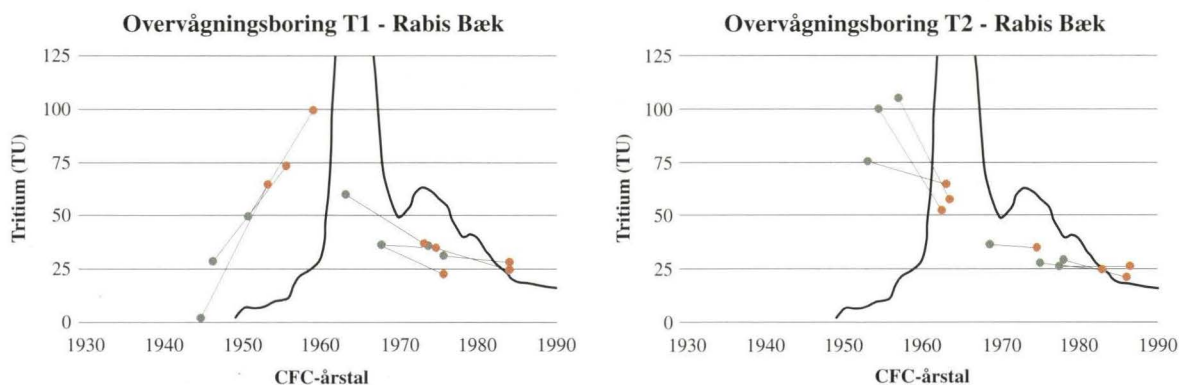 Overvågningsboring T1 - Rabis Bæk
125
100
75
50
25
0
Tritium (TU)
1930 1940 1950 1960 1970 1980 1990
CFC-årstal
Overvågningsboring T2 - Rabis Bæk
125
100
75
50
25
0
Tritium (TU)
1930 1940 1950 1960 1970 1980 1990
CFC-årstal